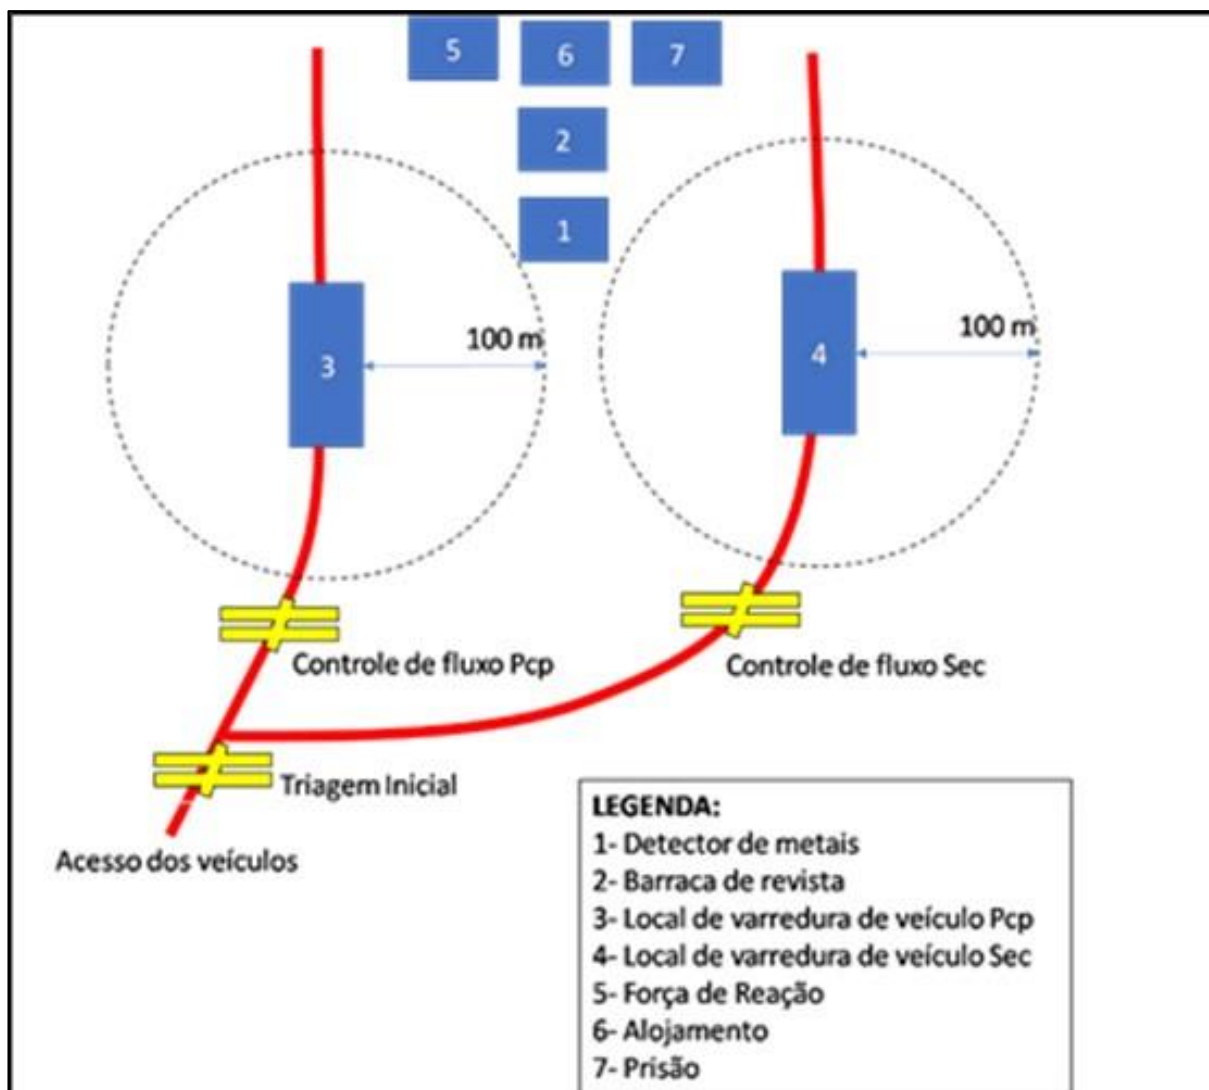 5
6
7
2
1
100 m
100 m
3
4
Controle de fluxo Pcp
Controle de fluxo Sec
Triagem Inicial
Acesso dos veículos
LEGENDA:
1- Detector de metais
2- Barraca de revista
3- Local de varredura de veículo Pcp
4- Local de varredura de veículo Sec
5- Força de Reação
6- Alojamento
7- Prisão